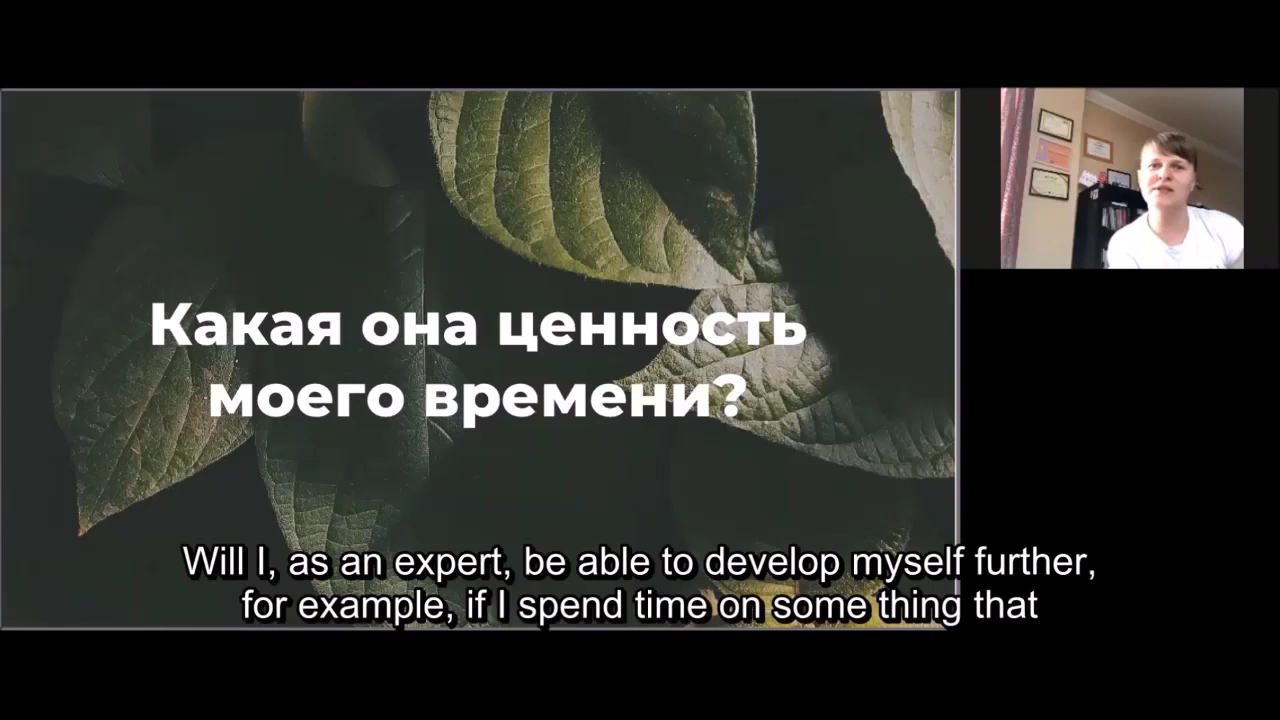 Какая она ценность
моего времени?
Will I, as an expert, be able to develop myself further,
for example, if I spend time on some thing that